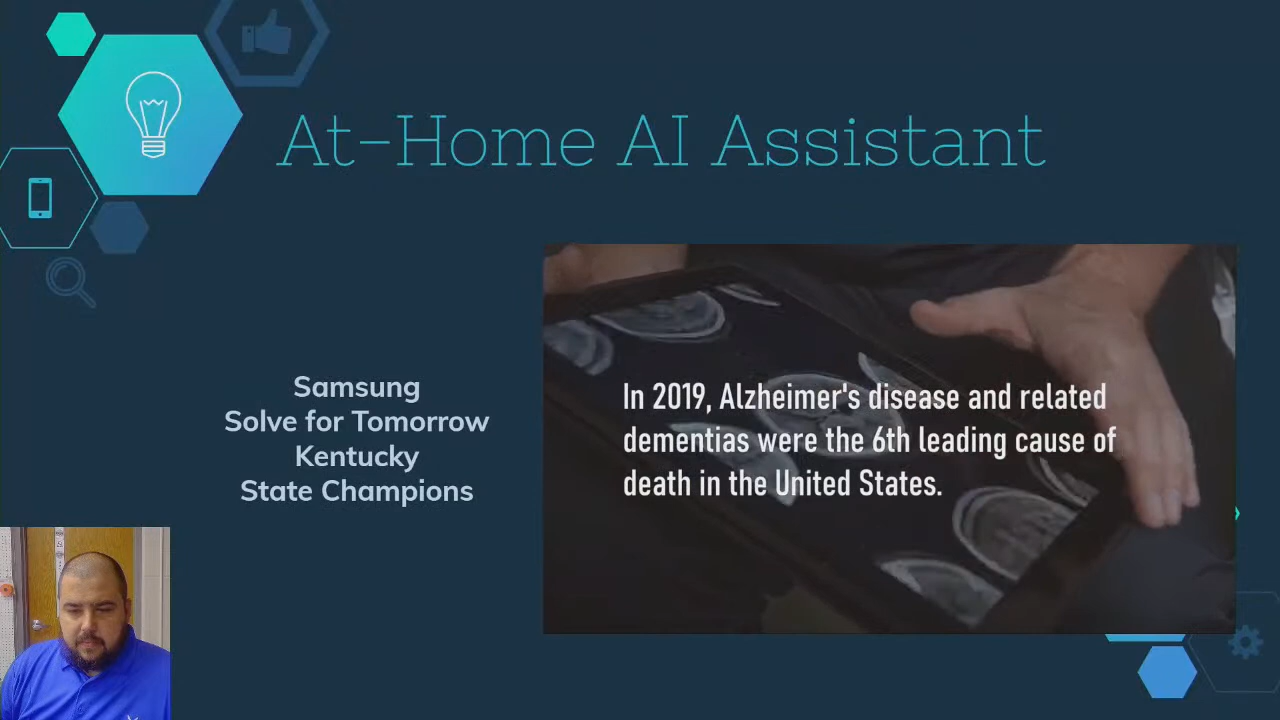 At-Home AI Assistant
Samsung
Solve for Tomorrow
Kentucky
State Champions
In 2019, Alzheimer's disease and related
dementias were the 6th leading cause of
death in the United States.